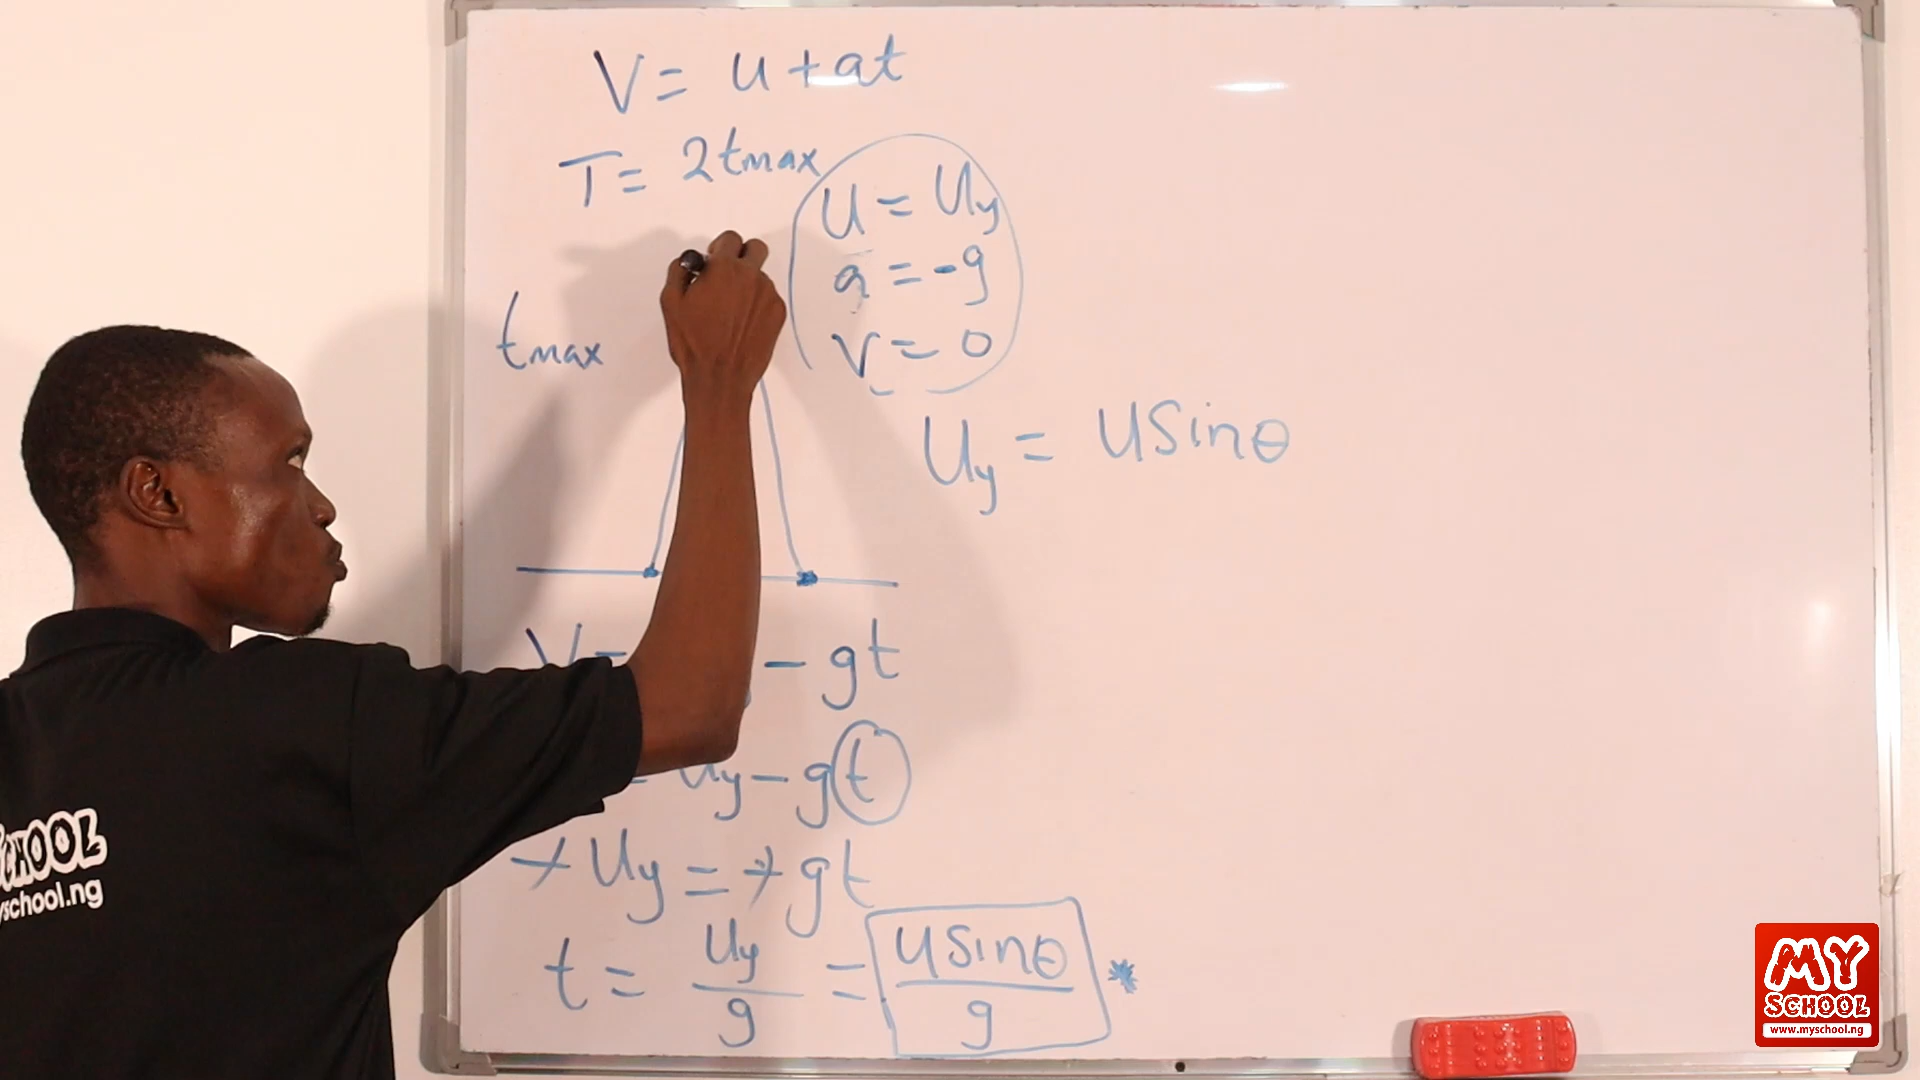 V = u + at
T = 2tmax
U = Uy
a = -g
V = 0
tmax
Uy = USinθ
V = - gt
= Uy - gt
+ Uy = + gt
t = Uy/g = USinθ/g *
SCHOOL
yschool.ng
MY
SCHOOL
www.myschool.ng